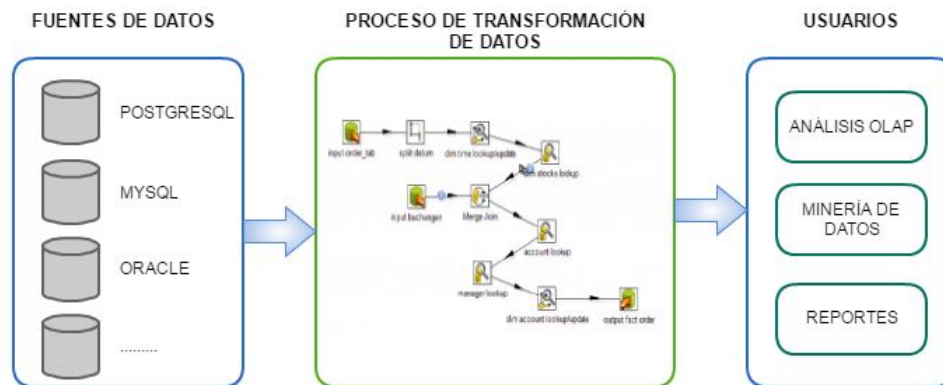 FUENTES DE DATOS
PROCESO DE TRANSFORMACIÓN
DE DATOS
USUARIOS
POSTGRESQL
MYSQL
ORACLE
.........
input order_tab
split datum
dim time lookup/update
stocks lookup
input buchungen
Merge Join
account lookup
manager lookup
dim account lookup/update
output fact order
ANÁLISIS OLAP
MINERÍA DE
DATOS
REPORTES